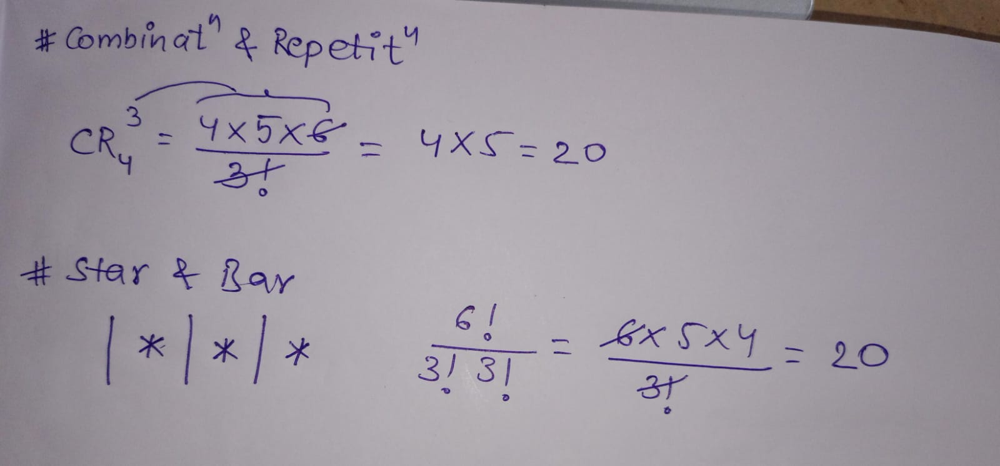 # Combinatⁿ & Repetitⁿ
CR₄³ = 4×5×6 / 3! = 4×5 = 20
# Star & Bar
| * | * | * 6! / 3! 3! = 6×5×4 / 3! = 20